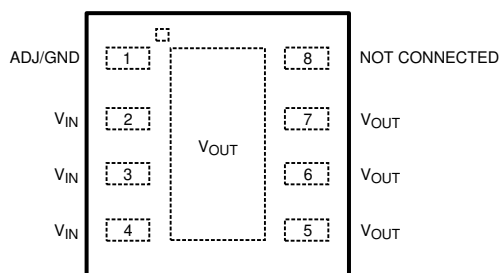 ADJ/GND 1 8 NOT CONNECTED
VIN 2 7 VOUT
VOUT
VIN 3 6 VOUT
VIN 4 5 VOUT